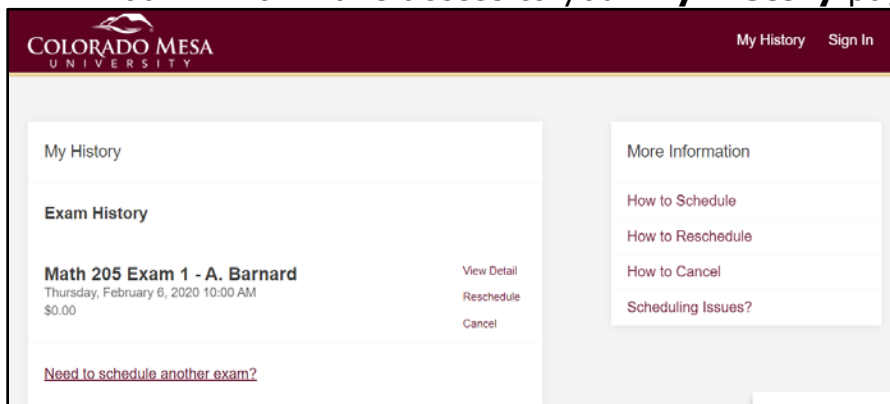 COLORADO MESA
UNIVERSITY
My History Sign In
My History
Exam History
Math 205 Exam 1 - A. Barnard
Thursday, February 6, 2020 10:00 AM
$0.00
View Detail
Reschedule
Cancel
Need to schedule another exam?
More Information
How to Schedule
How to Reschedule
How to Cancel
Scheduling Issues?